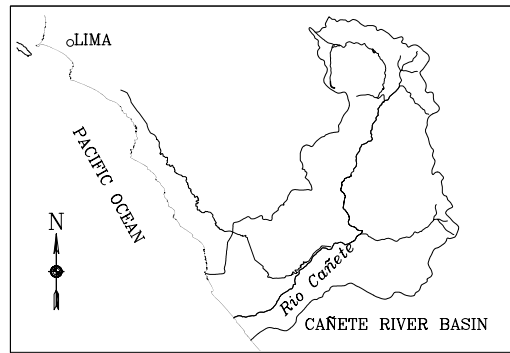 LIMA
PACIFIC OCEAN
N
Rio Cañete
CAÑETE RIVER BASIN